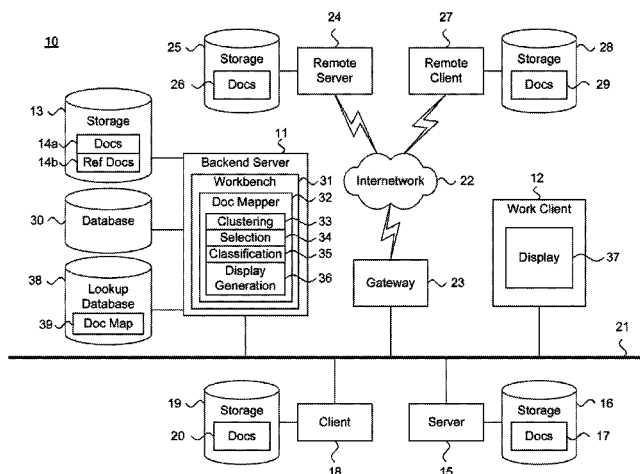 10
24
27
25
Storage
26
Docs
Remote
Server
Remote
Client
28
Storage
Docs
29
13
Storage
14a
Docs
14b
Ref Docs
11
Backend Server
Workbench
31
Doc Mapper
32
Clustering
33
Selection
34
Classification
35
Display
Generation
36
30
Database
38
Lookup
Database
39
Doc Map
Internetwork
22
Gateway
23
12
Work Client
Display
37
21
19
Storage
20
Docs
Client
18
Server
15
16
Storage
Docs
17